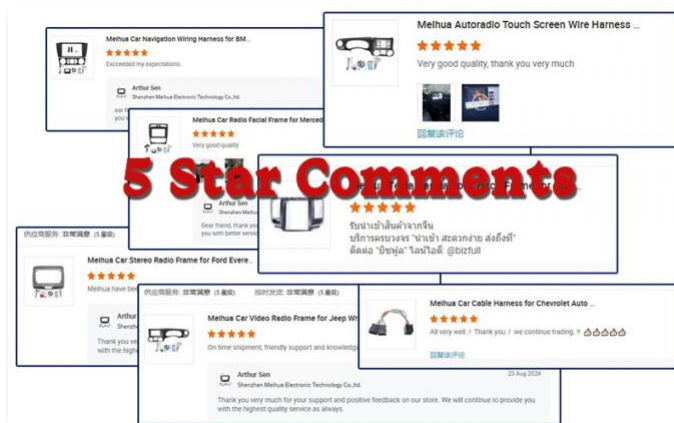 Meihua Car Navigation Wiring Harness for BM..
Exceeded my expectations.
Arthur Sen
Shenzhen Meihua Electronic Technology Co.,ltd.
Meihua Autoradio Touch Screen Wire Harness ...
Very good quality, thank you very much
回复该评论
Meihua Car Radio Facial Frame for Merced
Very good quality
Arthur Sen
Dear friend, thank you
you with better service
5 Star Comments
รับนำเข้าสินค้าจากจีน
บริการครบวงจร "นำเข้า สะดวกง่าย ส่งถึงที่"
ติดต่อ "บิซฟูล" ไลน์ไอดี: @bizfull
供应商服务: 非常满意 (5 星级)
Meihua Car Stereo Radio Frame for Ford Evere..
Meihua have bee
Arthur
Shenzhe
Thank you ve
with the highe
供应商服务: 非常满意 (5 星级) 按时发货: 非常满意 (5 星级)
Meihua Car Video Radio Frame for Jeep Wr
On time shipment, friendly support and knowledg
Arthur Sen
23 Aug 2024
Shenzhen Meihua Electronic Technology Co.,ltd.
Thank you very much for your support and positive feedback on our store. We will continue to provide you
with the highest quality service as always.
Meihua Car Cable Harness for Chevrolet Auto ..
All very well .! Thank you ./ we continue trading. !!
回复该评论